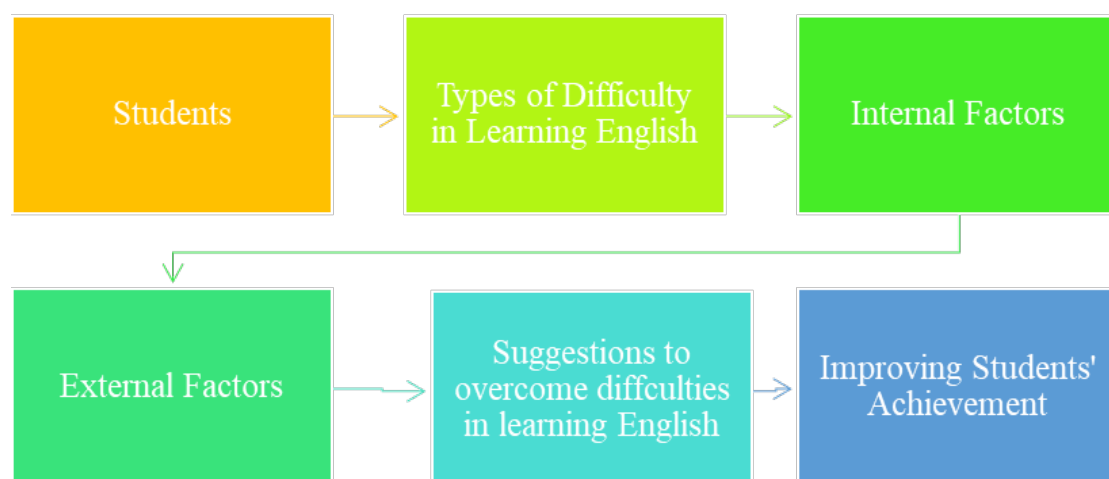 Students
Types of Difficulty
in Learning English
Internal Factors
External Factors
Suggestions to
overcome diffculties
in learning English
Improving Students'
Achievement